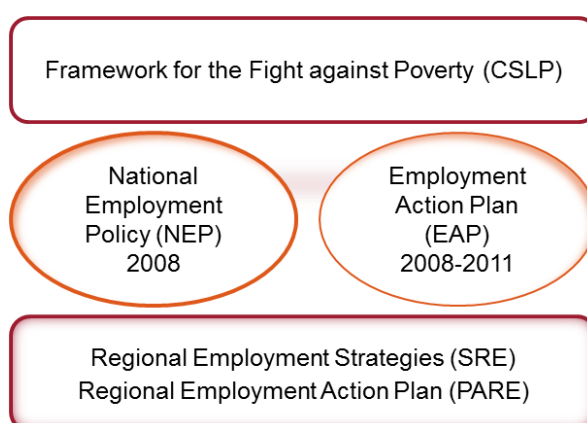 Framework for the Fight against Poverty (CSLP)
National
Employment
Policy (NEP)
2008
Employment
Action Plan
(EAP)
2008-2011
Regional Employment Strategies (SRE)
Regional Employment Action Plan (PARE)